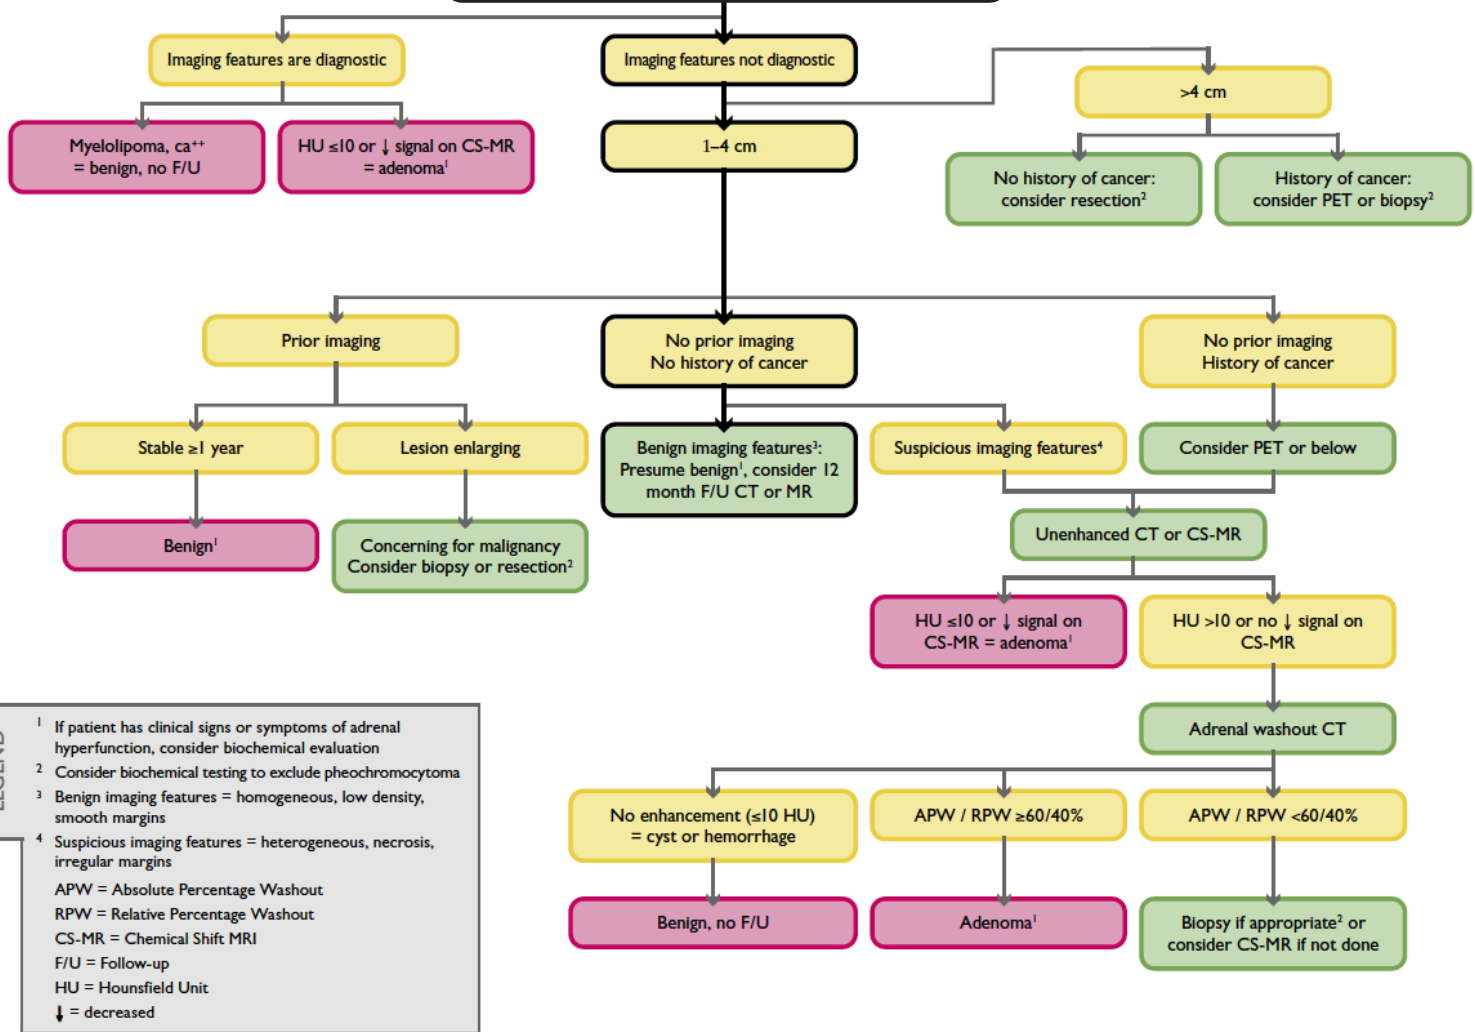 Imaging features are diagnostic
Imaging features not diagnostic
>4 cm
Myelolipoma, ca⁺⁺
= benign, no F/U
HU ≤10 or ↓ signal on CS-MR
= adenoma¹
1–4 cm
No history of cancer:
consider resection²
History of cancer:
consider PET or biopsy²
Prior imaging
No prior imaging
No history of cancer
No prior imaging
History of cancer
Stable ≥1 year
Lesion enlarging
Benign imaging features³:
Presume benign¹, consider 12
month F/U CT or MR
Suspicious imaging features⁴
Consider PET or below
Benign¹
Concerning for malignancy
Consider biopsy or resection²
Unenhanced CT or CS-MR
HU ≤10 or ↓ signal on
CS-MR = adenoma¹
HU >10 or no ↓ signal on
CS-MR
Adrenal washout CT
No enhancement (≤10 HU)
= cyst or hemorrhage
APW / RPW ≥60/40%
APW / RPW <60/40%
Benign, no F/U
Adenoma¹
Biopsy if appropriate² or
consider CS-MR if not done
¹ If patient has clinical signs or symptoms of adrenal
hyperfunction, consider biochemical evaluation
² Consider biochemical testing to exclude pheochromocytoma
³ Benign imaging features = homogeneous, low density,
smooth margins
⁴ Suspicious imaging features = heterogeneous, necrosis,
irregular margins
APW = Absolute Percentage Washout
RPW = Relative Percentage Washout
CS-MR = Chemical Shift MRI
F/U = Follow-up
HU = Hounsfield Unit
↓ = decreased